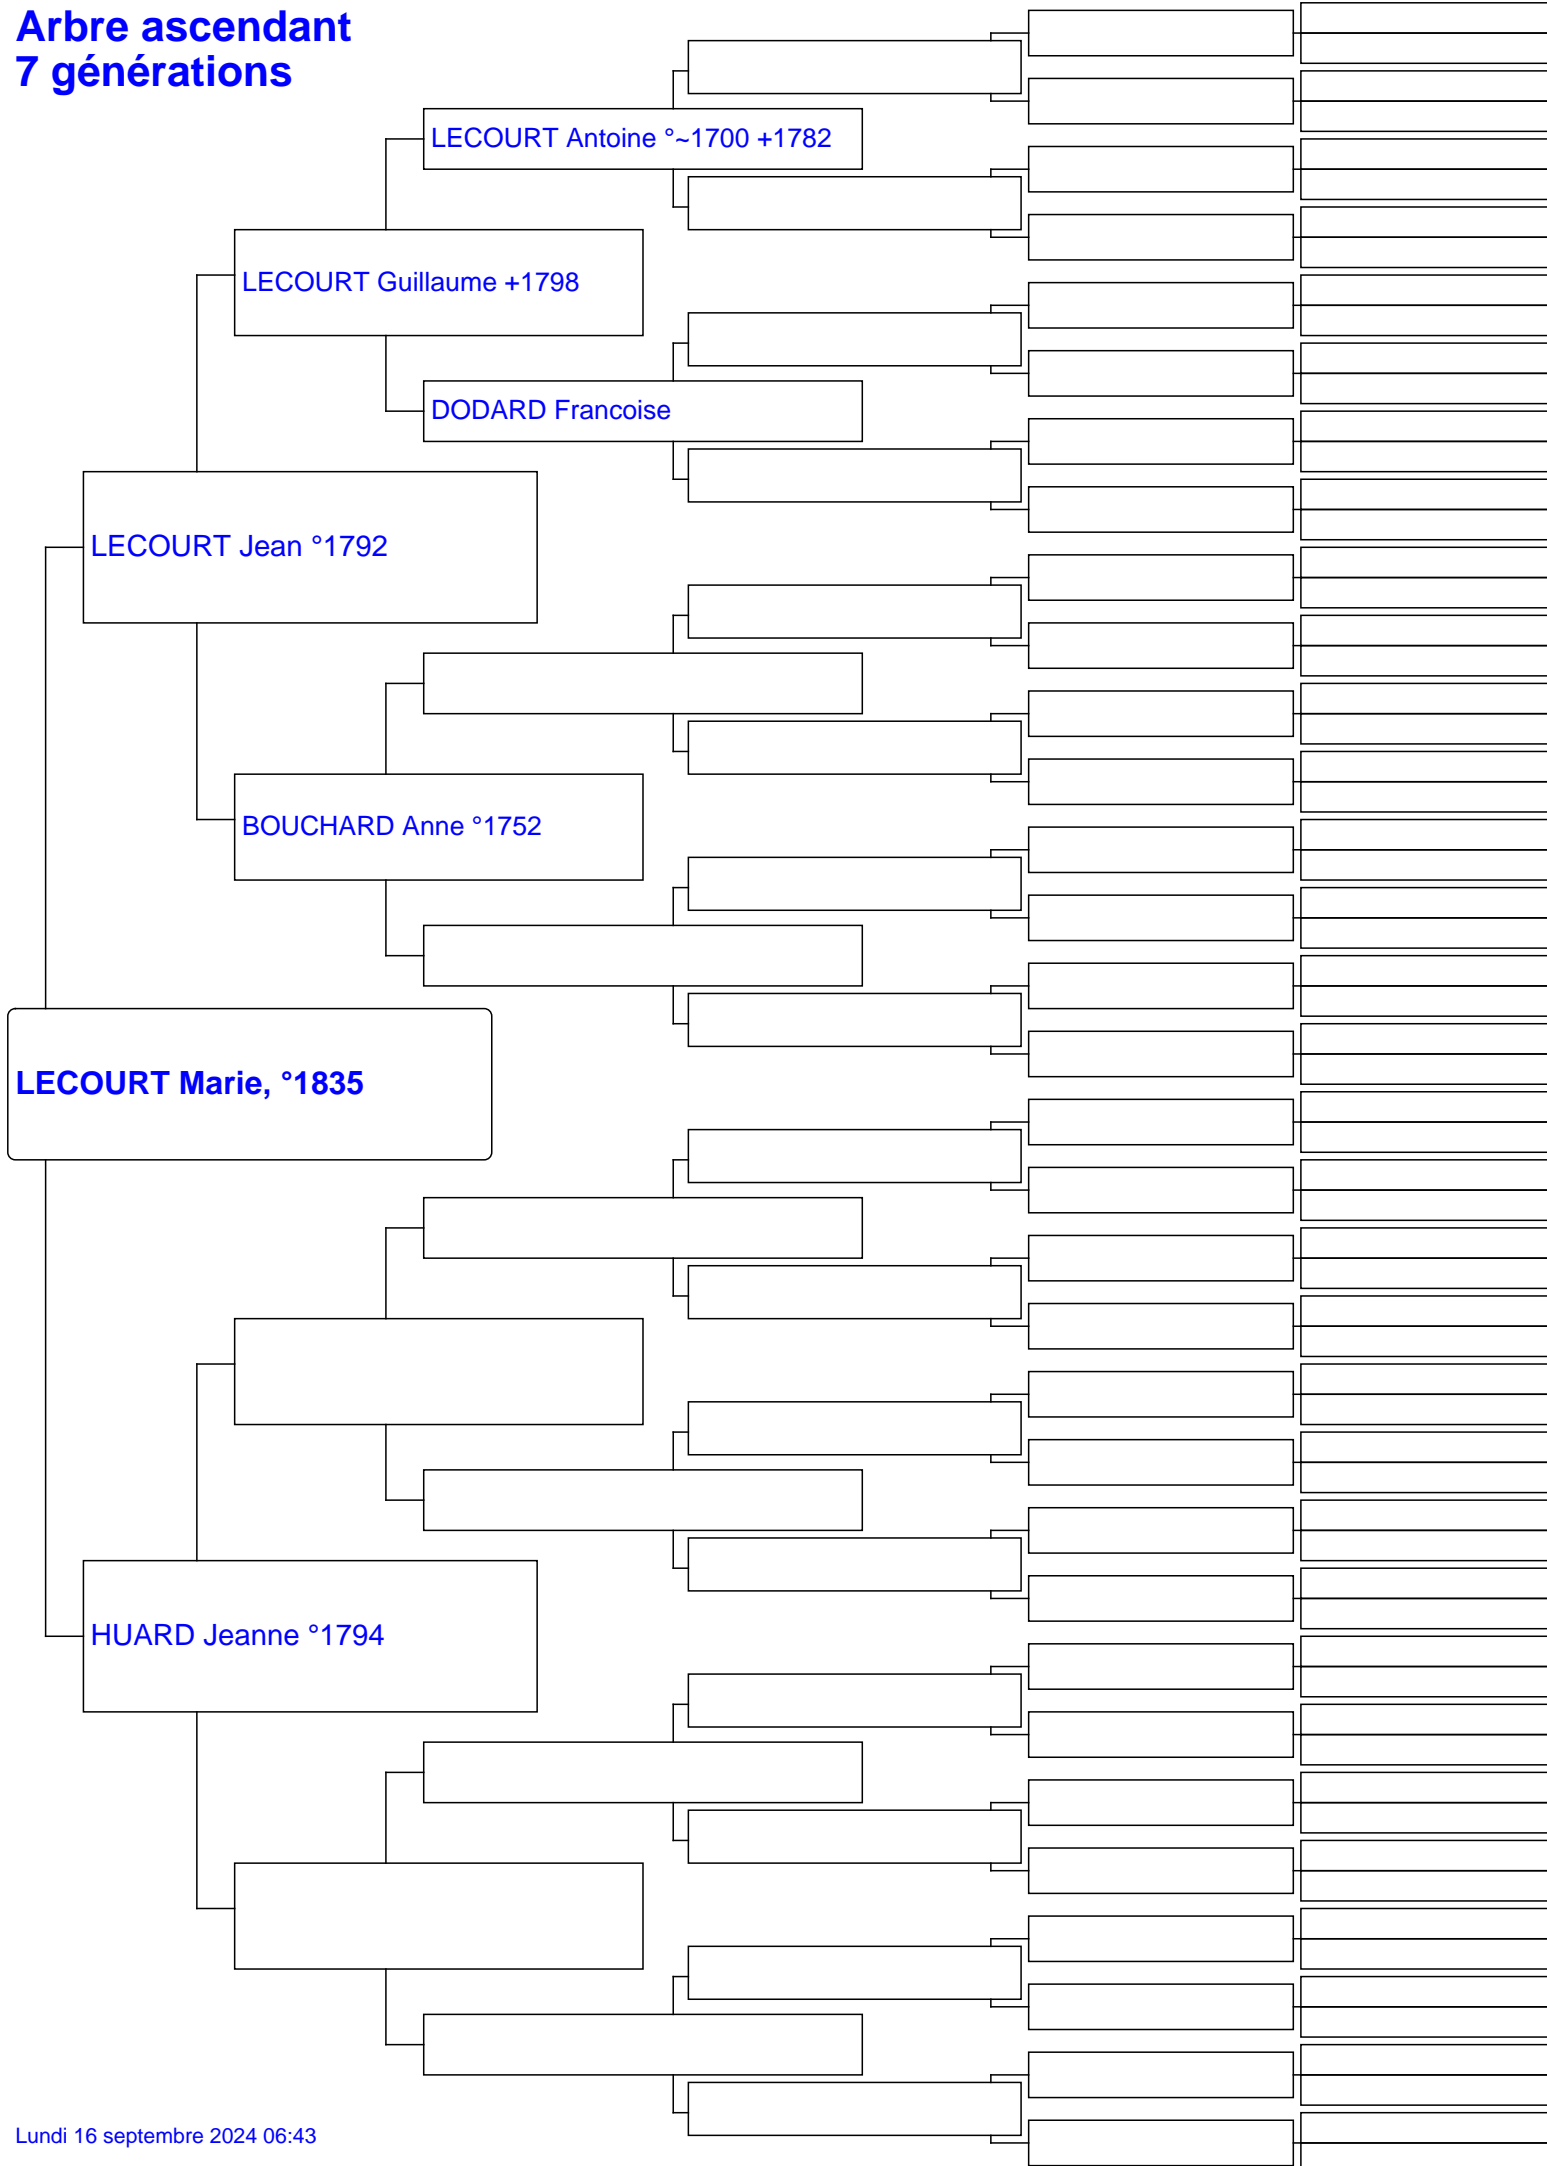 Arbre ascendant
7 générations
LECOURT Antoine °~1700 +1782
LECOURT Guillaume +1798
DODARD Francoise
LECOURT Jean °1792
BOUCHARD Anne °1752
LECOURT Marie, °1835
HUARD Jeanne °1794
Lundi 16 septembre 2024 06:43